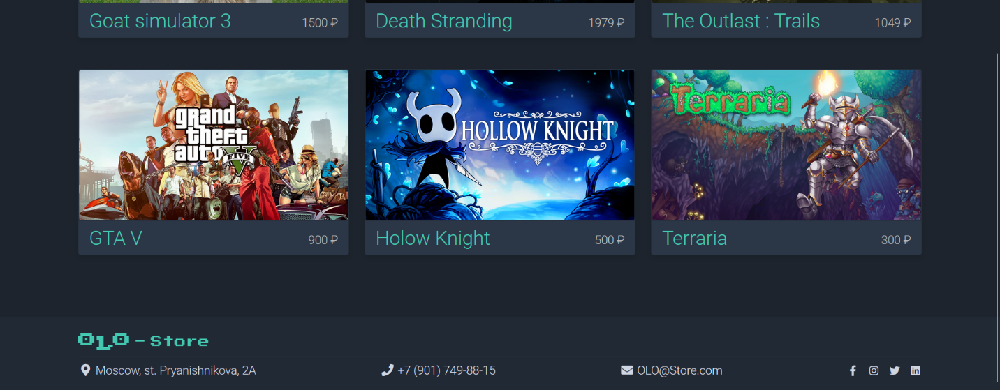 Goat simulator 3
1500 ₽
Death Stranding
1979 ₽
The Outlast : Trails
1049 ₽
grand
theft
auto
FIVE
V
HOLLOW KNIGHT
Terraria
GTA V
900 ₽
Holow Knight
500 ₽
Terraria
300 ₽
OLO - Store
Moscow, st. Pryanishnikova, 2A
+7 (901) 749-88-15
OLO@Store.com